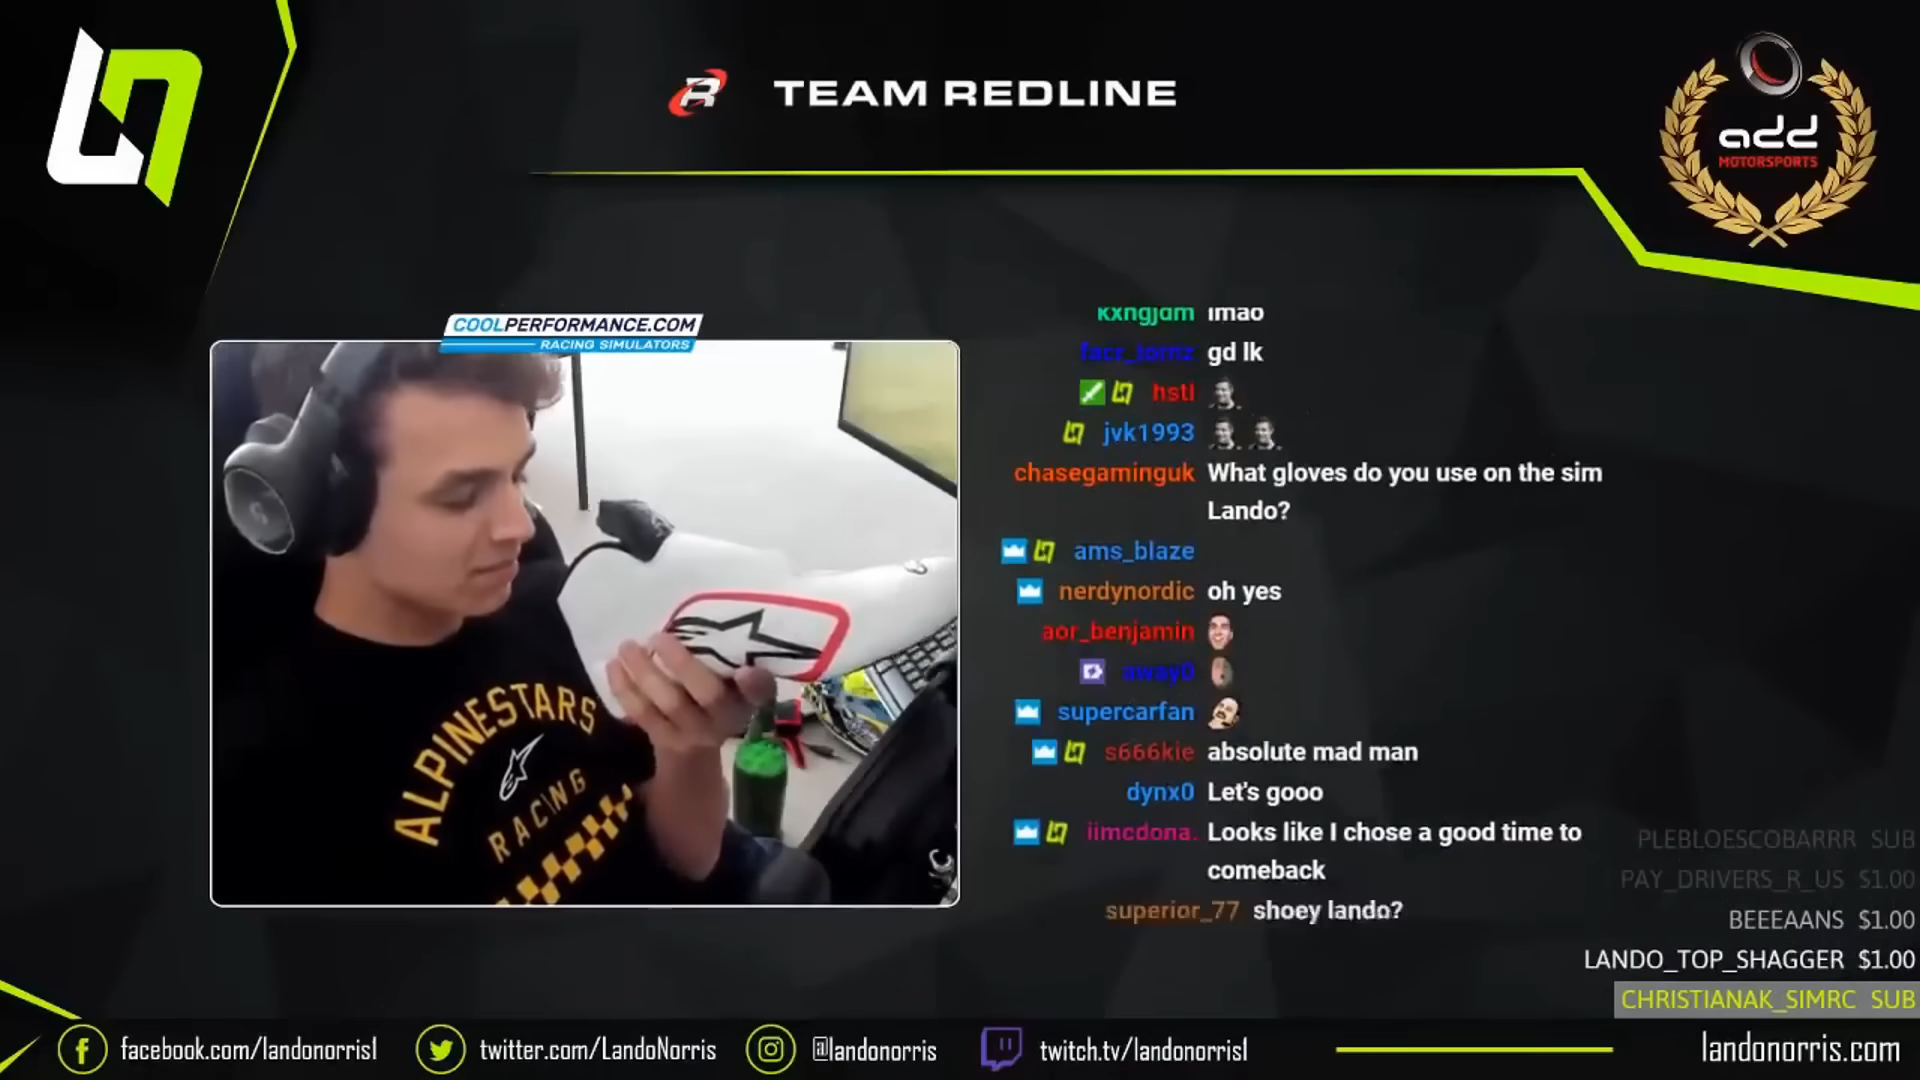 TEAM REDLINE
add
MOTORSPORTS
COOLPERFORMANCE.COM
RACING SIMULATORS
ALPINESTARS
RACING
kxngjam lmao
gd lk
hstl
jvk1993
chasegaminguk What gloves do you use on the sim
Lando?
ams_blaze
nerdynordic oh yes
aor_benjamin
away0
supercarfan
s666kie absolute mad man
dynx0 Let's gooo
iimcdona. Looks like I chose a good time to
comeback
superior_77 shoey lando?
PLEBLOESCOBARRR SUB
PAY_DRIVERS_R_US $1.00
BEEEAANS $1.00
LANDO_TOP_SHAGGER $1.00
CHRISTIANAK_SIMRC SUB
facebook.com/landonorris1
twitter.com/LandoNorris
@landonorris
twitch.tv/landonorris1
landonorris.com